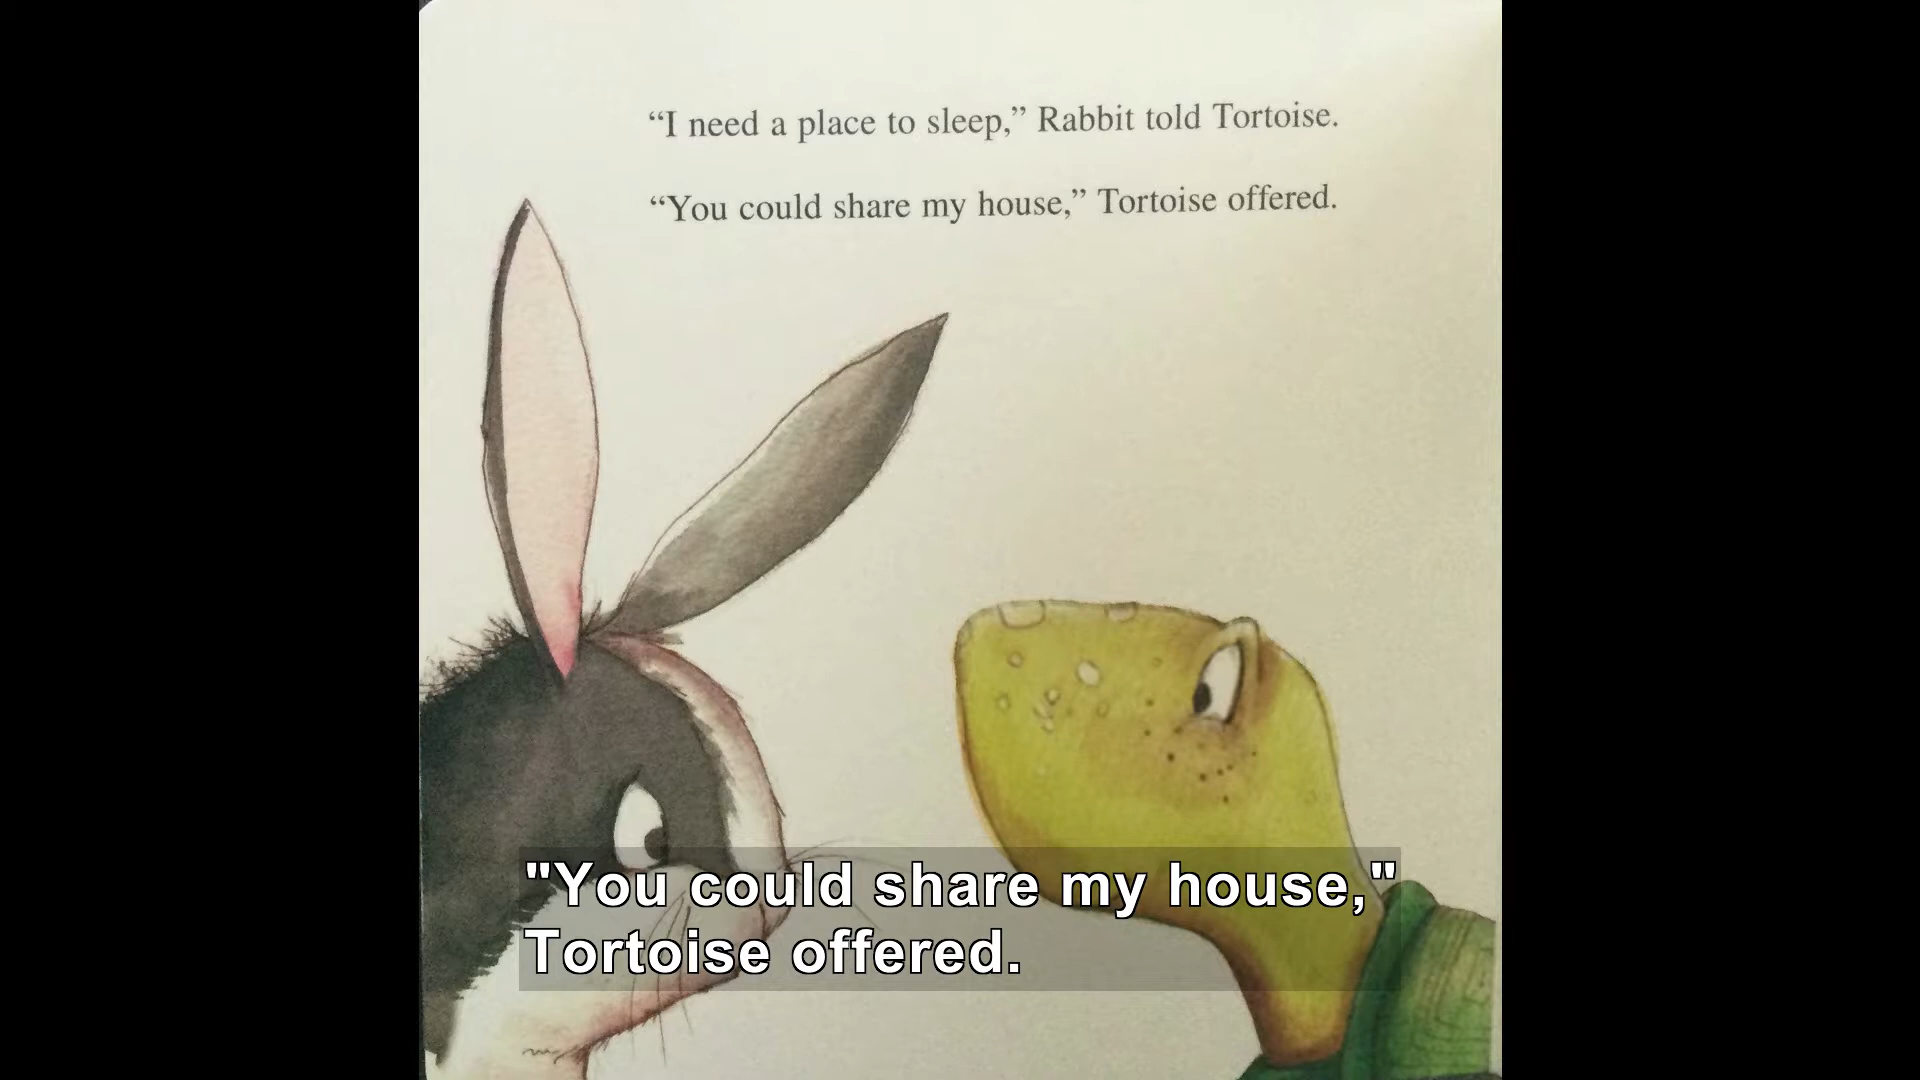 “I need a place to sleep,” Rabbit told Tortoise.
“You could share my house,” Tortoise offered.
"You could share my house,"
Tortoise offered.